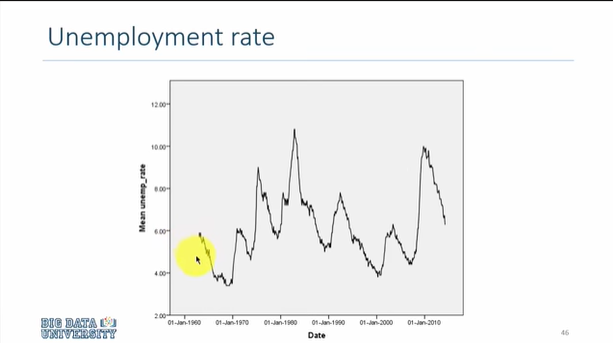 Unemployment rate
12.00
10.00
8.00
6.00
4.00
2.00
Mean unemp_rate
01-Jan-1960 01-Jan-1970 01-Jan-1980 01-Jan-1990 01-Jan-2000 01-Jan-2010
Date
BIG DATA
UNIVERSITY
46